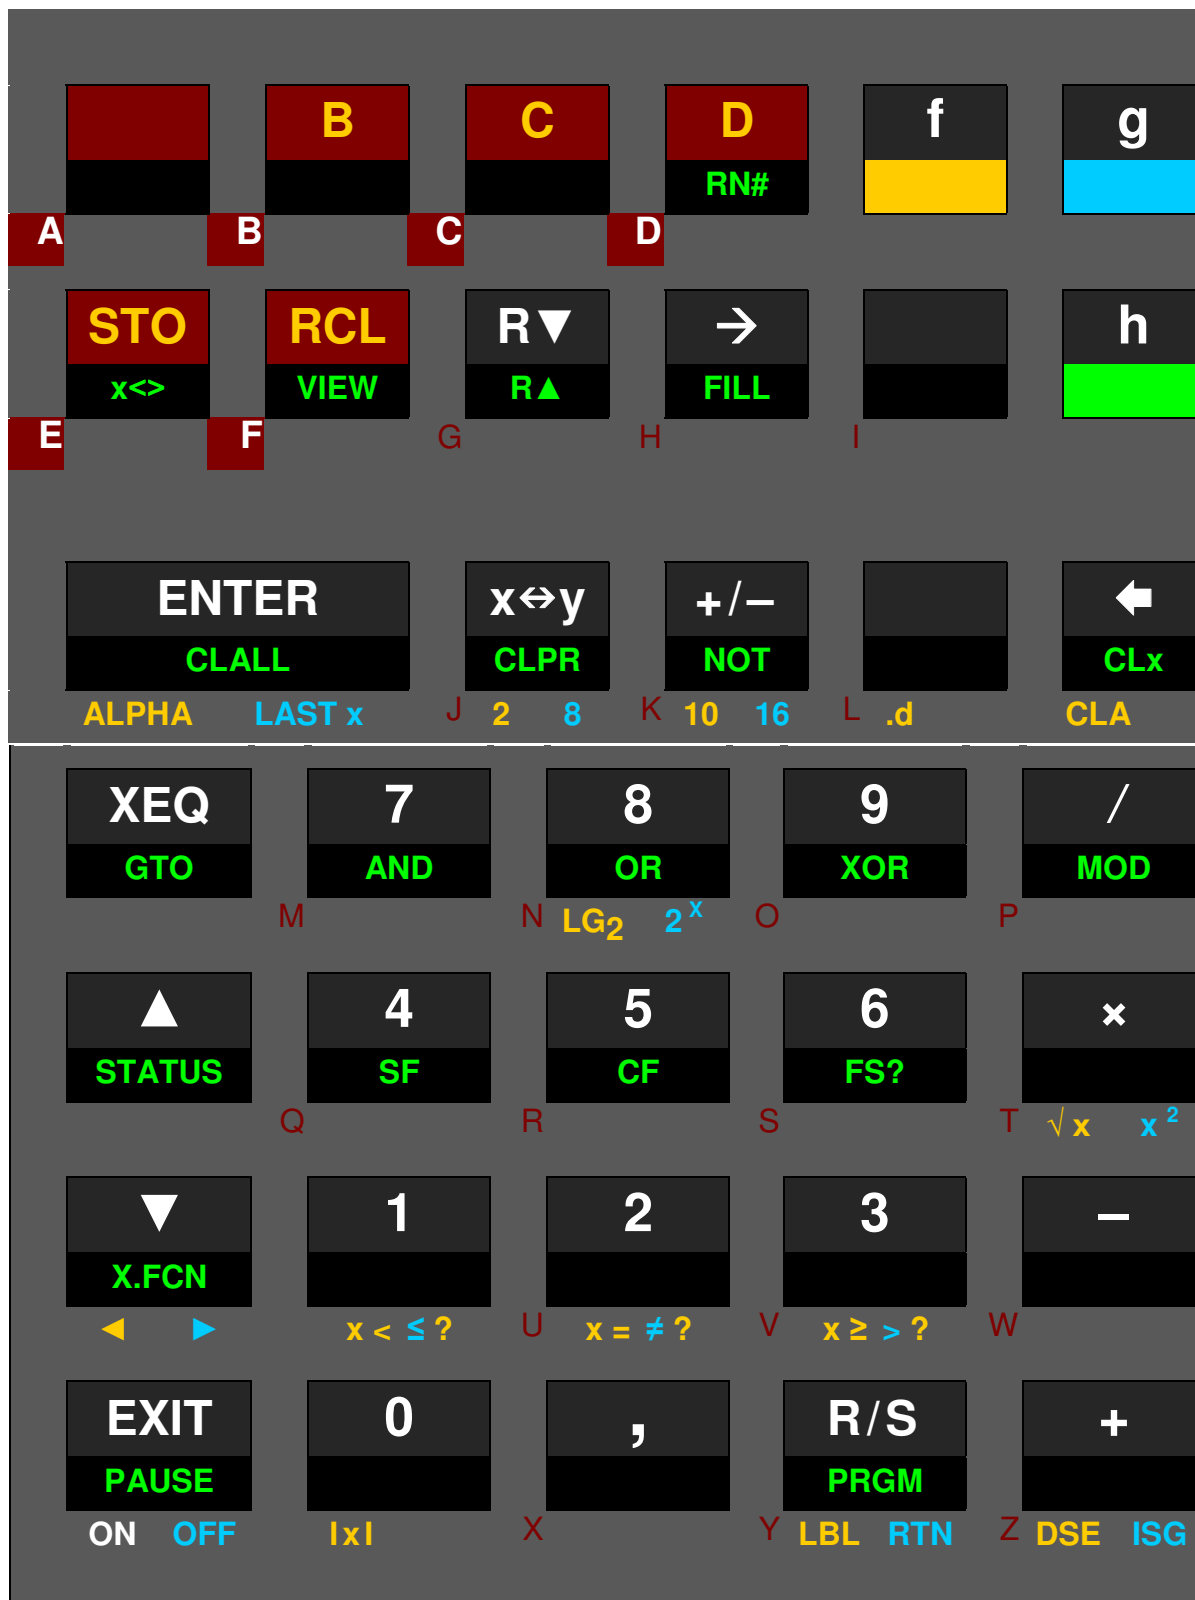 B C D f g
RN#
A B C D
STO RCL R▼ → h
x<> VIEW R▲ FILL
E F G H I
ENTER x↔y +/− 🡄
CLALL CLPR NOT CLx
ALPHA LAST x J 2 8 K 10 16 L .d CLA
XEQ 7 8 9 /
GTO AND OR XOR MOD
M N LG₂ 2ˣ O P
▲ 4 5 6 ×
STATUS SF CF FS?
Q R S T √x x²
▼ 1 2 3 −
X.FCN
◄ ► x < ≤ ? U x = ≠ ? V x ≥ > ? W
EXIT 0 , R/S +
PAUSE PRGM
ON OFF IxI X Y LBL RTN Z DSE ISG